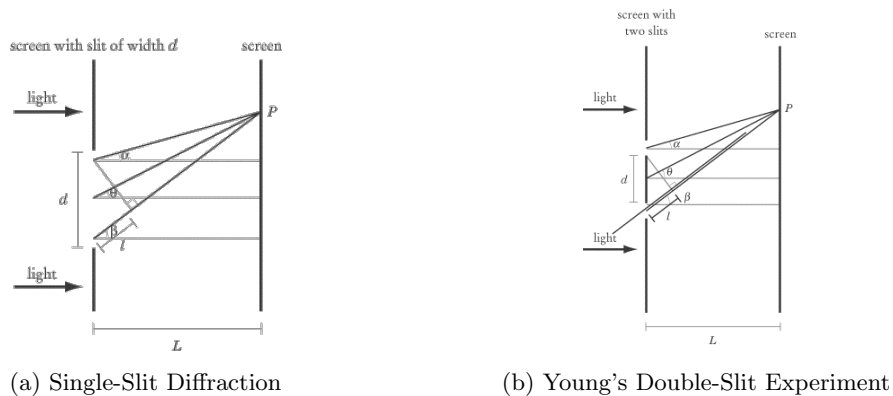 screen with slit of width d
screen
light
P
α
θ
d
β
l
light
L
(a) Single-Slit Diffraction
screen with
two slits
screen
light
P
α
θ
d
β
l
light
L
(b) Young's Double-Slit Experiment